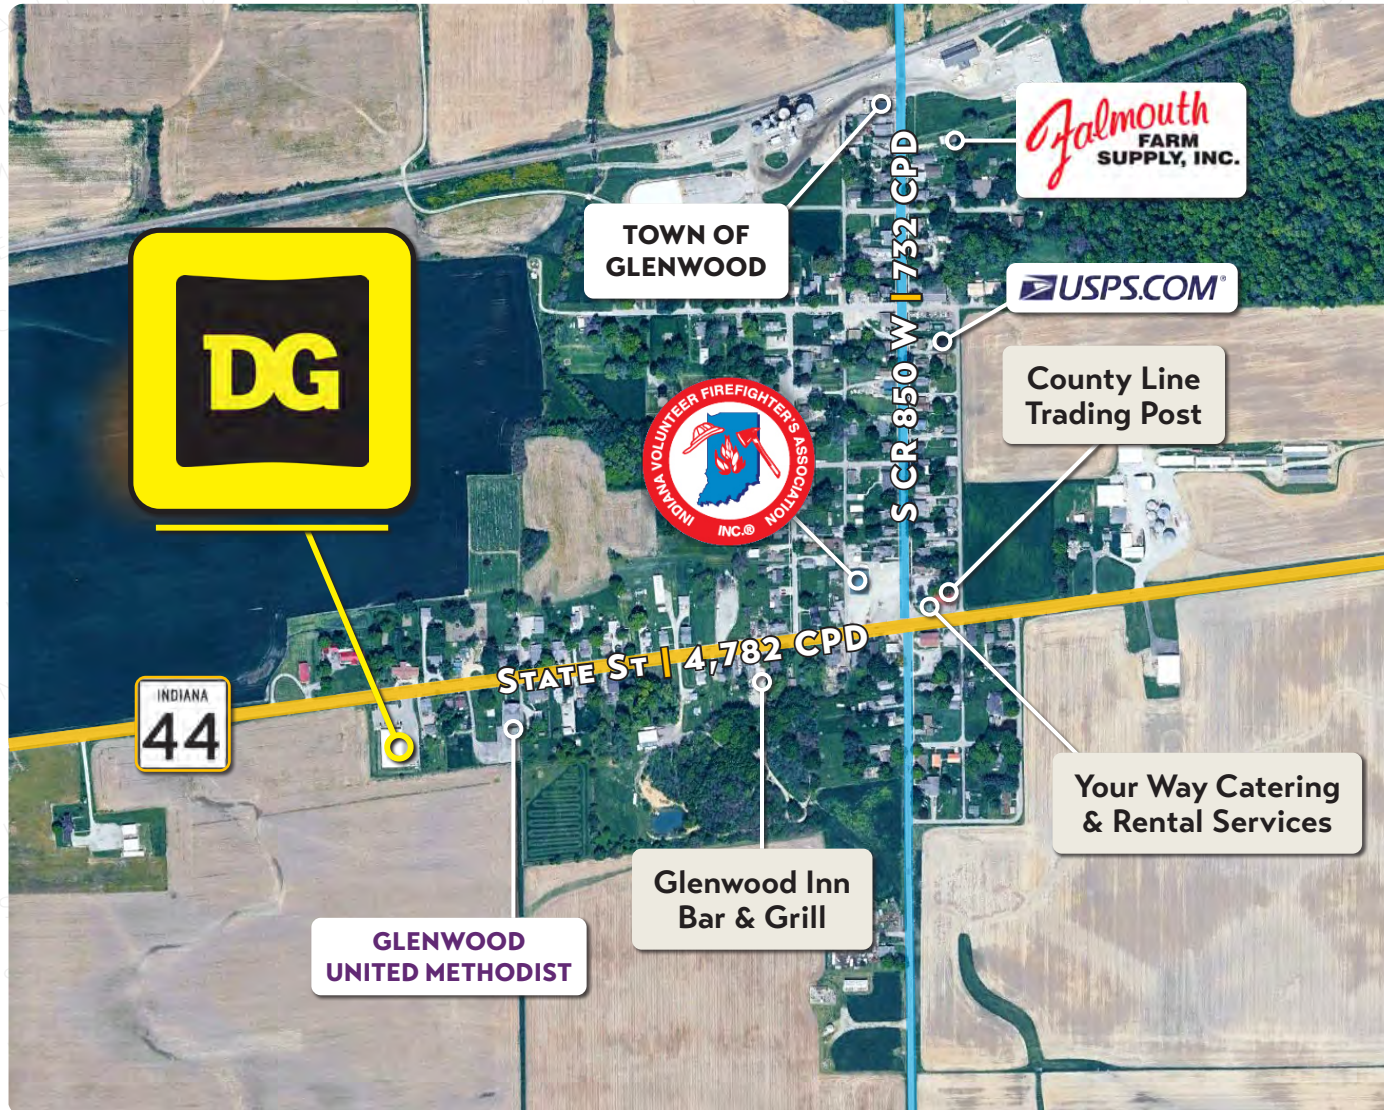 Falmouth
FARM
SUPPLY, INC.
TOWN OF
GLENWOOD
S CR 850 W | 732 CPD
USPS.COM®
DG
County Line
Trading Post
INDIANA VOLUNTEER FIREFIGHTER'S ASSOCIATION
INC.®
STATE ST | 4,782 CPD
INDIANA
44
Your Way Catering
& Rental Services
Glenwood Inn
Bar & Grill
GLENWOOD
UNITED METHODIST